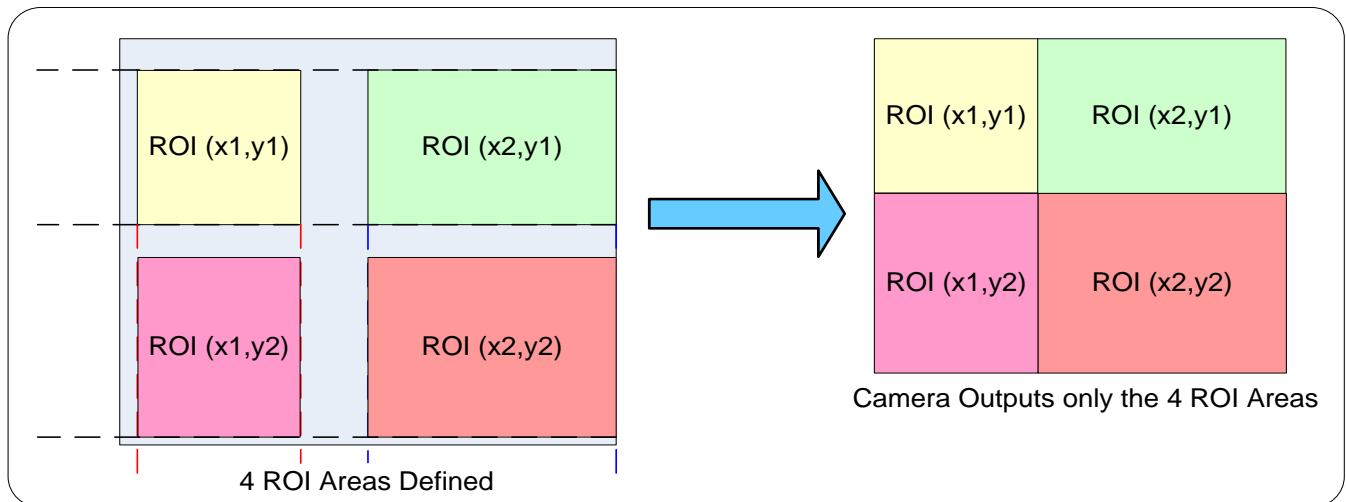 ROI (x1,y1)
ROI (x2,y1)
ROI (x1,y2)
ROI (x2,y2)
4 ROI Areas Defined
ROI (x1,y1)
ROI (x2,y1)
ROI (x1,y2)
ROI (x2,y2)
Camera Outputs only the 4 ROI Areas